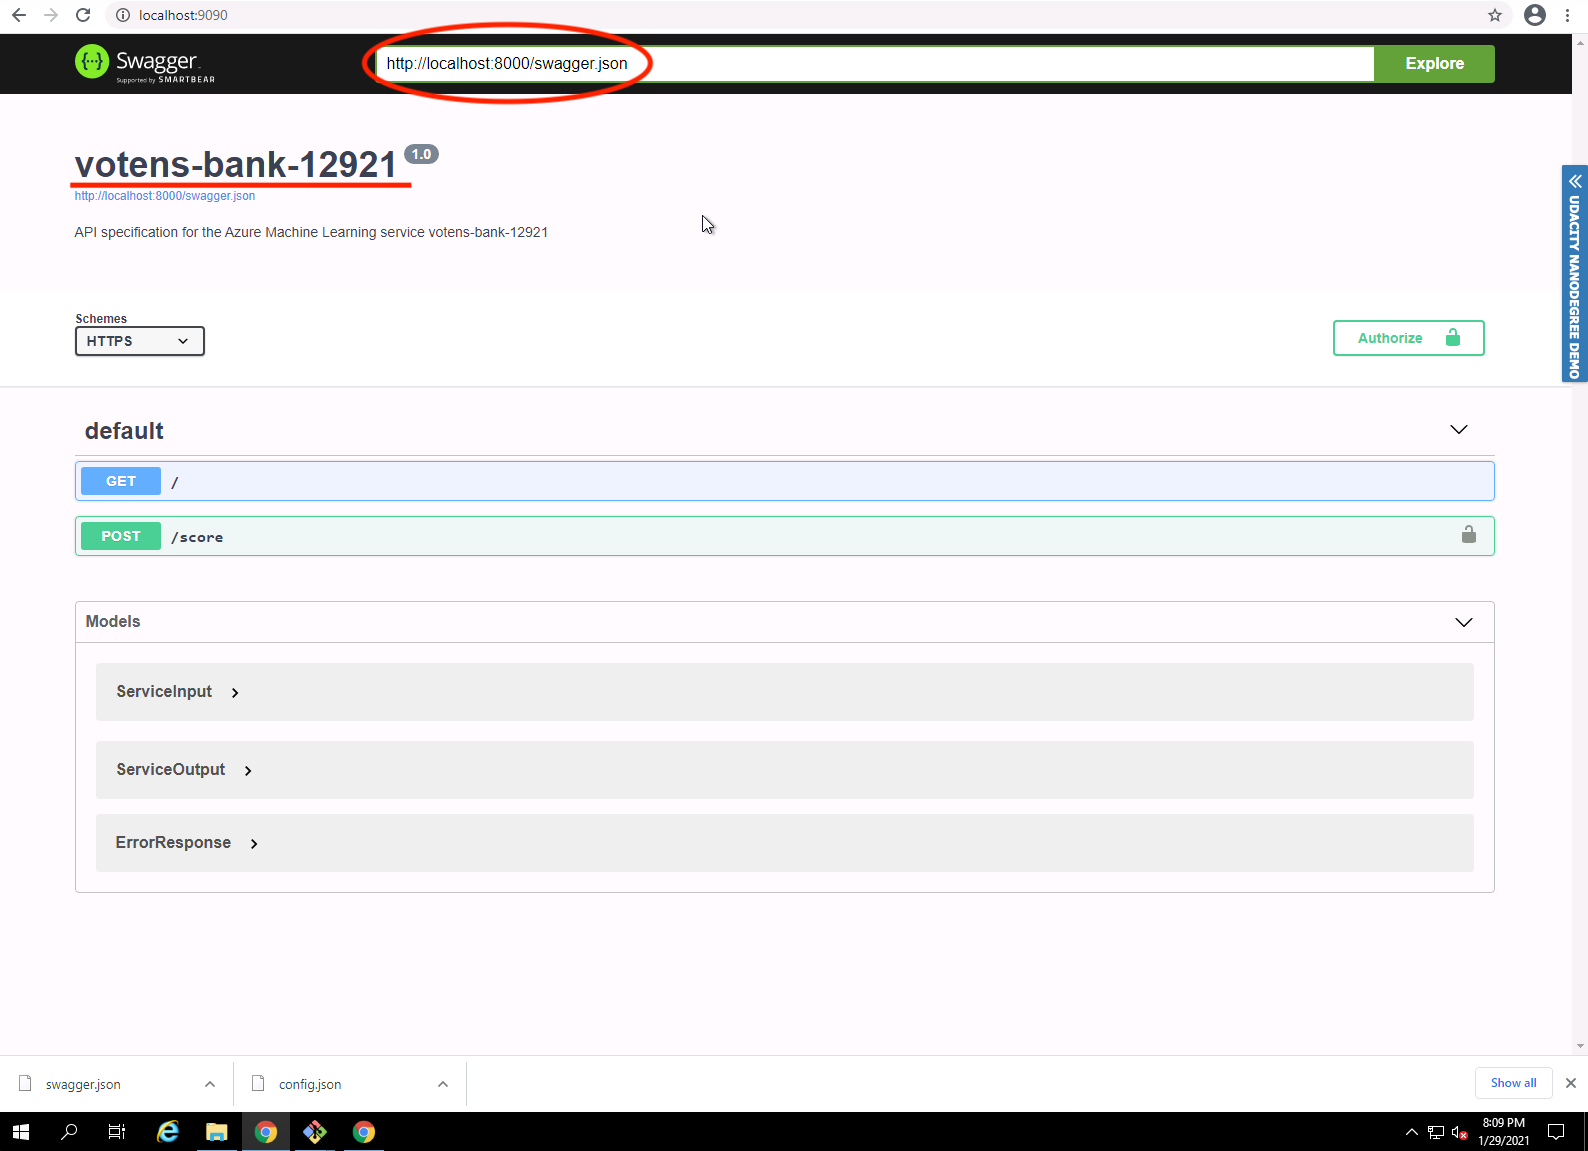 localhost:9090
Swagger
Supported by SMARTBEAR
http://localhost:8000/swagger.json
Explore
votens-bank-12921 1.0
http://localhost:8000/swagger.json
API specification for the Azure Machine Learning service votens-bank-12921
UDACITY NANODEGREE DEMO
Schemes
HTTPS
Authorize
default
GET /
POST /score
Models
ServiceInput
ServiceOutput
ErrorResponse
swagger.json
config.json
Show all
8:09 PM
1/29/2021